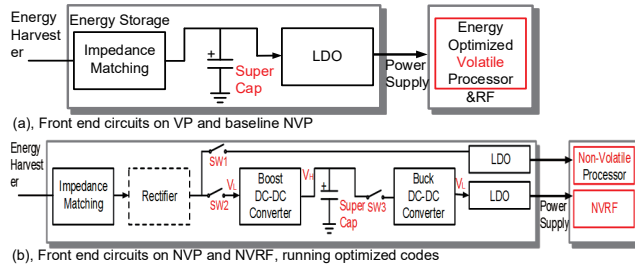 Energy
Harvest
er
Energy Storage
Impedance
Matching
+
Super
Cap
LDO
Power
Supply
Energy
Optimized
Volatile
Processor
&RF
(a), Front end circuits on VP and baseline NVP
Energy
Harvest
er
Impedance
Matching
Rectifier
SW1
SW2
VL
Boost
DC-DC
Converter
VH
+
Super
Cap
SW3
Buck
DC-DC
Converter
VL
LDO
LDO
Power
Supply
Non-Volatile
Processor
NVRF
(b), Front end circuits on NVP and NVRF, running optimized codes